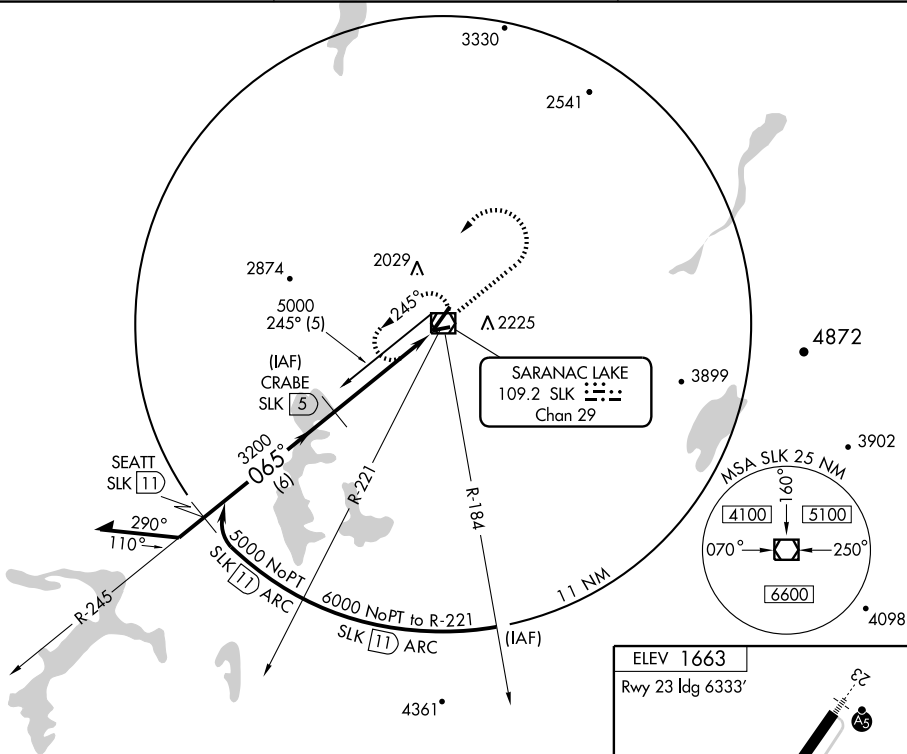 3330
2541
2874
2029
5000
245° (5)
245°
2225
(IAF)
CRABE
SLK 5
SARANAC LAKE
109.2 SLK
Chan 29
4872
3899
3902
3200
065°
(6)
SEATT
SLK 11
290°
110°
R-245
R-221
R-184
5000 NoPT
SLK 11 ARC
6000 NoPT to R-221
SLK 11 ARC
(IAF)
11 NM
MSA SLK 25 NM
160°
4100
5100
070°
250°
6600
4098
4361
ELEV 1663
Rwy 23 ldg 6333'
23
A5